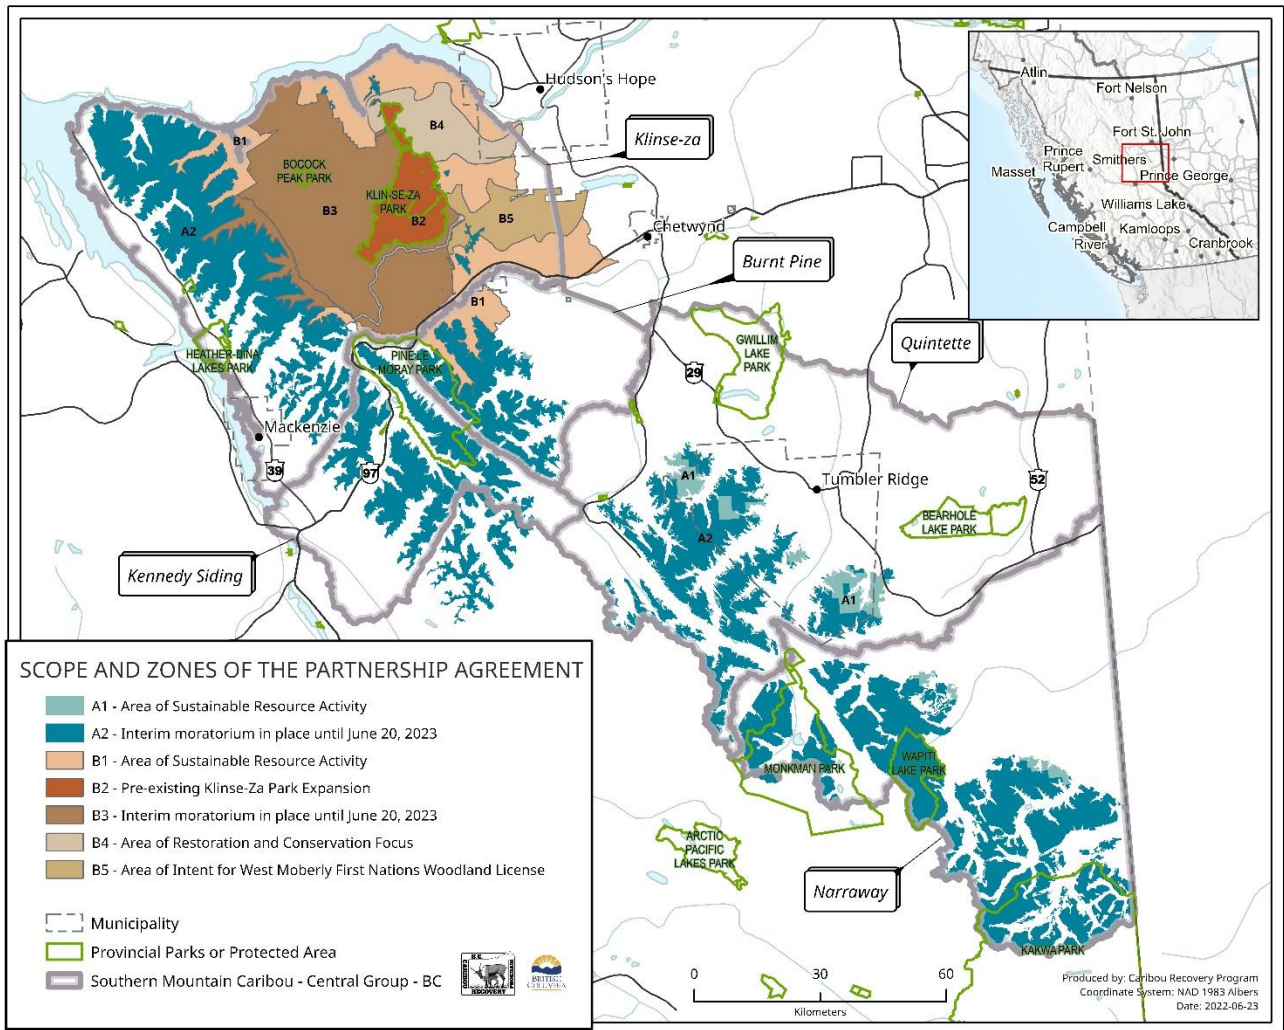 Hudson's Hope
Klinse-za
B1
B4
BOCOCK
PEAK PARK
KLIN-SE-ZA
PARK
B3
B2
B5
A2
Chetwynd
Burnt Pine
B1
Quintette
HEATHER-DINA
LAKES PARK
PINE LE
MORAY PARK
GWILLIM
LAKE
PARK
29
Mackenzie
39
97
A1
Tumbler Ridge
52
BEARHOLE
LAKE PARK
A2
Kennedy Siding
A1
MONKMAN PARK
WAPITI
LAKE PARK
ARCTIC
PACIFIC
LAKES PARK
Narraway
KAKWA PARK
Atlin
Fort Nelson
Fort St. John
Prince
Rupert
Smithers
Masset
Prince George
Williams Lake
Campbell
River
Kamloops
Cranbrook
SCOPE AND ZONES OF THE PARTNERSHIP AGREEMENT
A1 - Area of Sustainable Resource Activity
A2 - Interim moratorium in place until June 20, 2023
B1 - Area of Sustainable Resource Activity
B2 - Pre-existing Klinse-Za Park Expansion
B3 - Interim moratorium in place until June 20, 2023
B4 - Area of Restoration and Conservation Focus
B5 - Area of Intent for West Moberly First Nations Woodland License
Municipality
Provincial Parks or Protected Area
Southern Mountain Caribou - Central Group - BC
B.C.
CARIBOU
PROGRAM
RECOVERY
BRITISH
COLUMBIA
0 30 60
Kilometers
Produced by: Caribou Recovery Program
Coordinate System: NAD 1983 Albers
Date: 2022-06-23